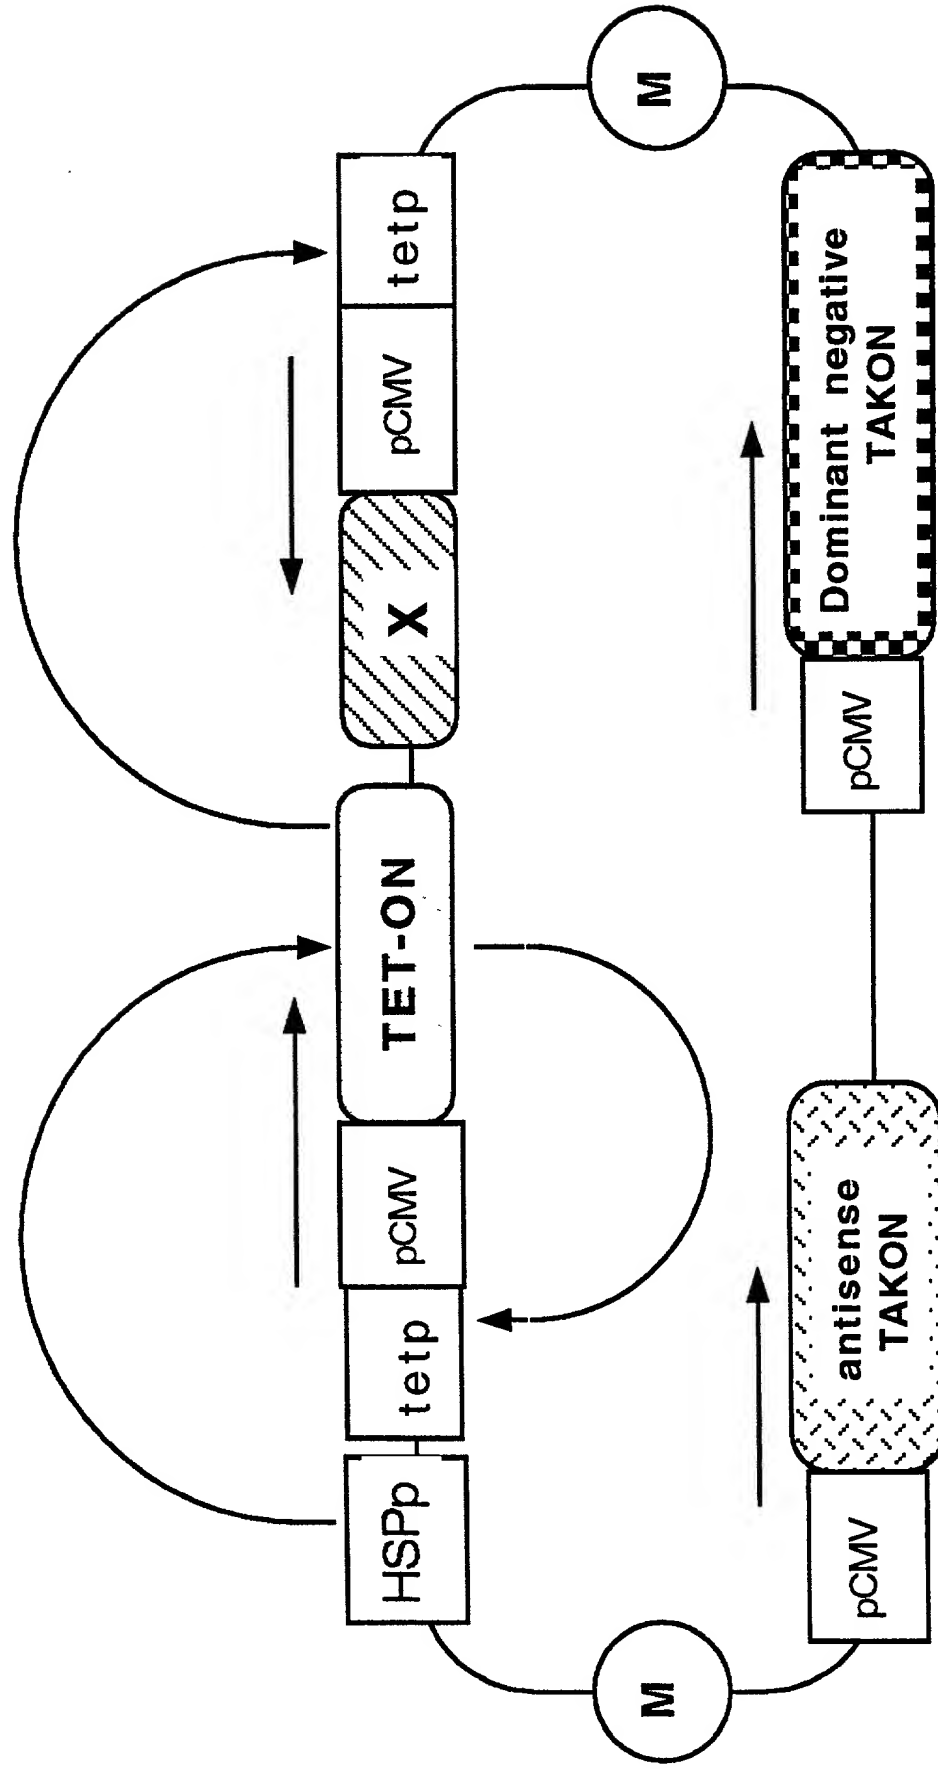 HSPp
tetp
pCMV
TET-ON
X
pCMV
tetp
M
M
pCMV
antisense
TAKON
pCMV
Dominant negative
TAKON